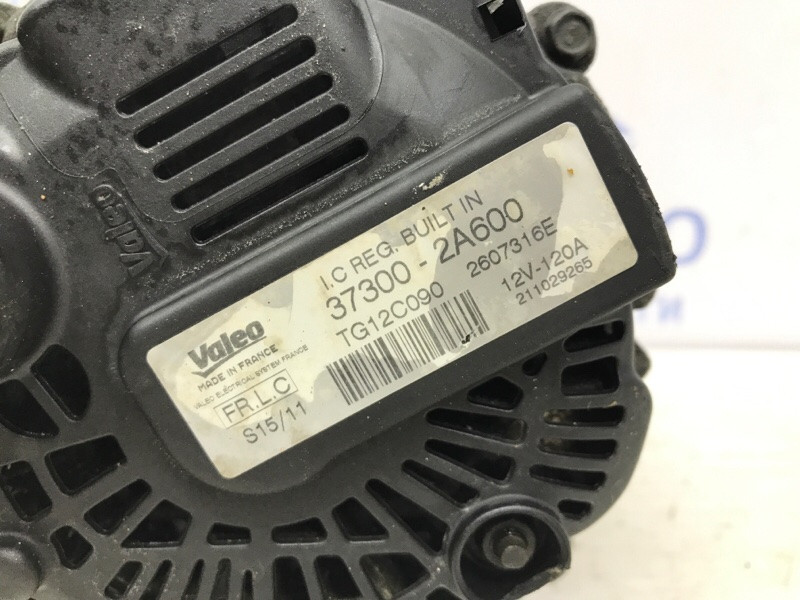 I.C REG. BUILT IN
37300 - 2A600
TG12C090 2607316E
12V-120A
211029265
Valeo
MADE IN FRANCE
VALEO ELECTRICAL SYSTEM FRANCE
FR.L.C
S15/11
Valeo